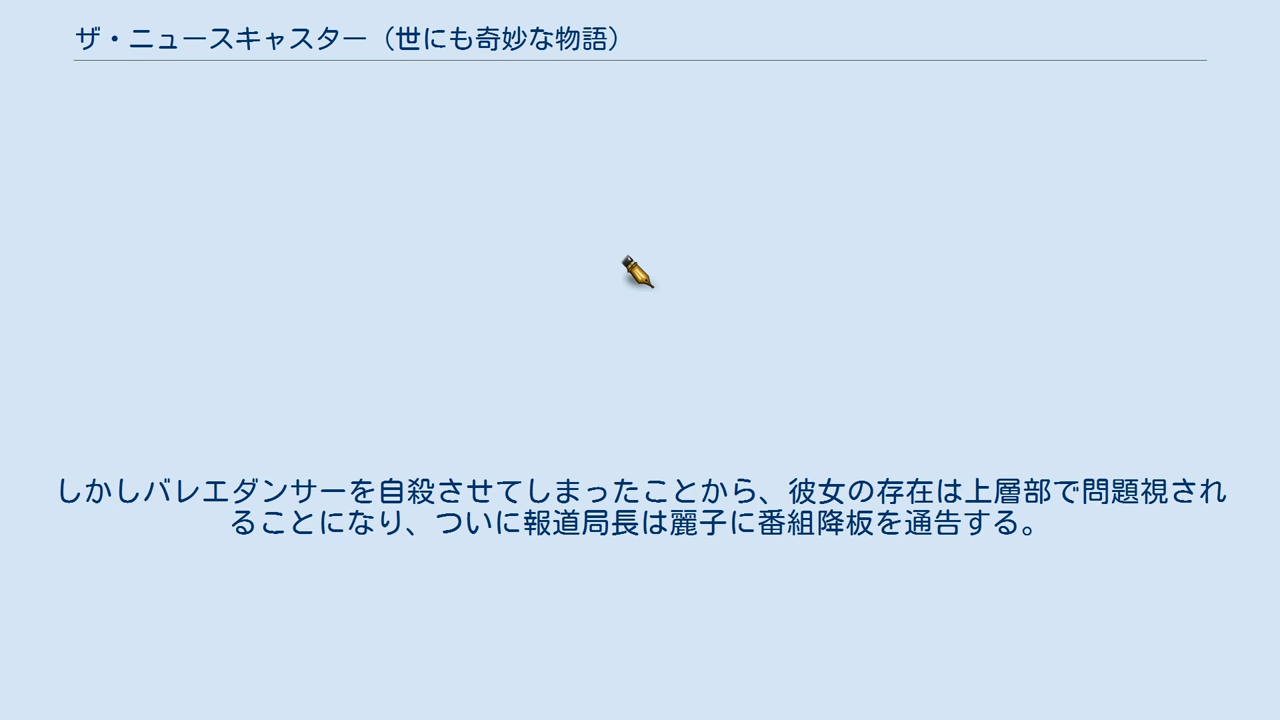 ザ・ニュースキャスター（世にも奇妙な物語）
しかしバレエダンサーを自殺させてしまったことから、彼女の存在は上層部で問題視され
ることになり、ついに報道局長は麗子に番組降板を通告する。